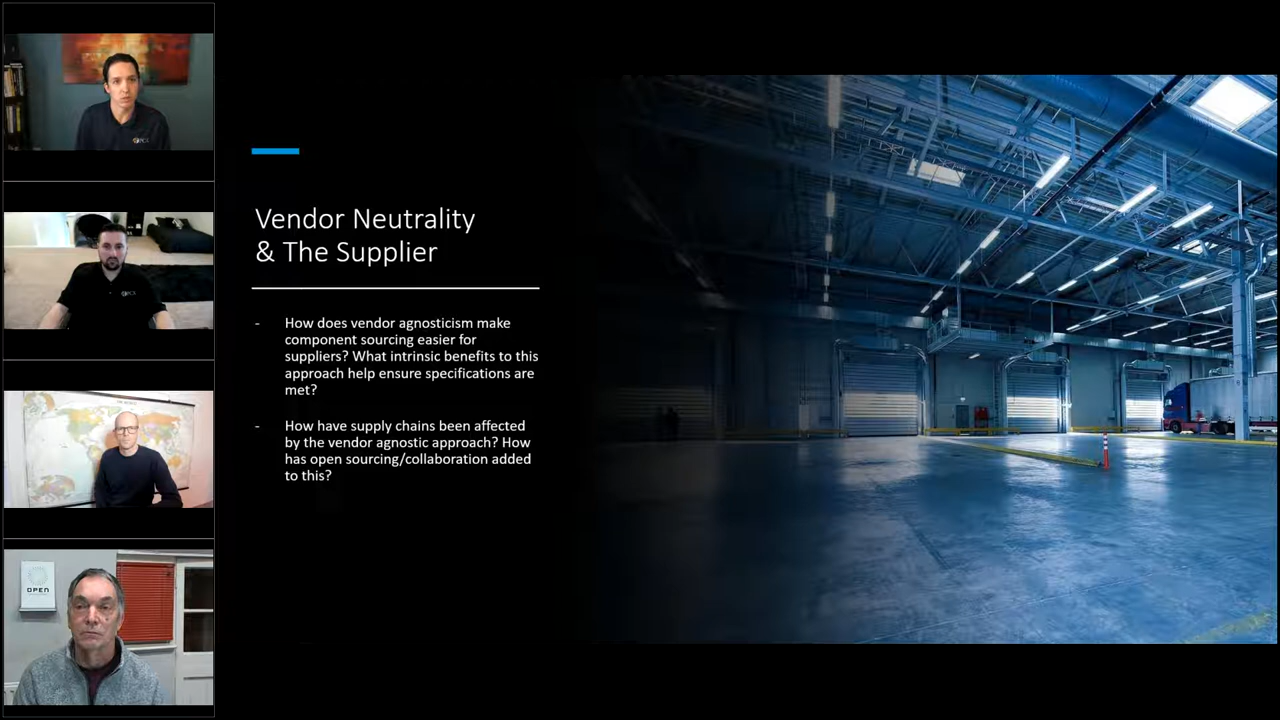 Vendor Neutrality
& The Supplier
- How does vendor agnosticism make
component sourcing easier for
suppliers? What intrinsic benefits to this
approach help ensure specifications are
met?
- How have supply chains been affected
by the vendor agnostic approach? How
has open sourcing/collaboration added
to this?
OPEN